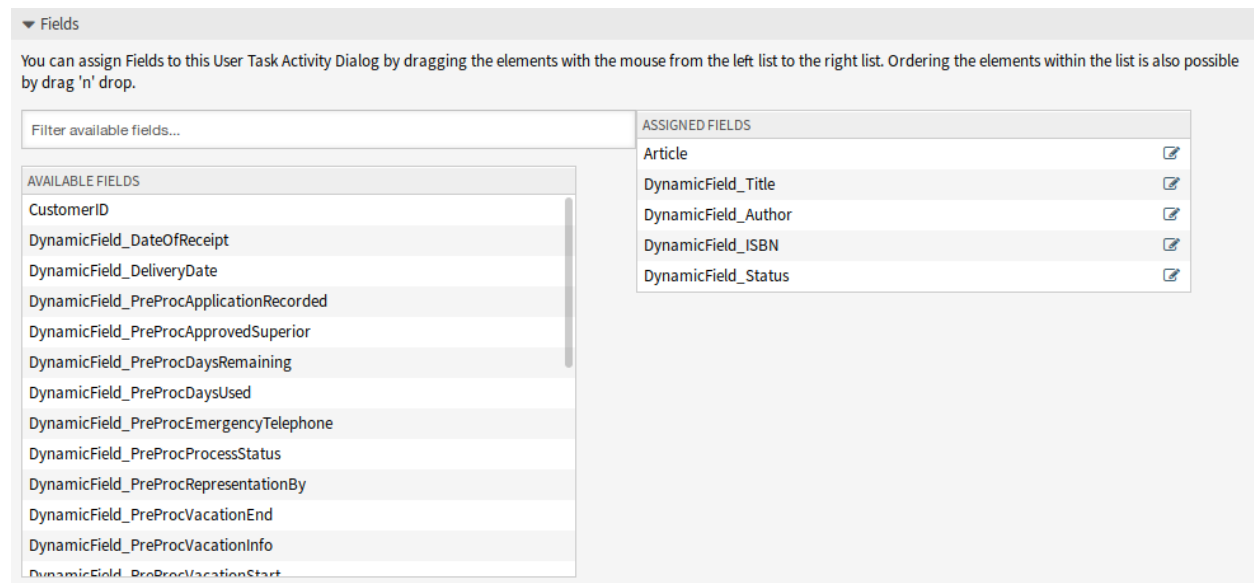 Fields
You can assign Fields to this User Task Activity Dialog by dragging the elements with the mouse from the left list to the right list. Ordering the elements within the list is also possible
by drag 'n' drop.
Filter available fields...
AVAILABLE FIELDS
CustomerID
DynamicField_DateOfReceipt
DynamicField_DeliveryDate
DynamicField_PreProcApplicationRecorded
DynamicField_PreProcApprovedSuperior
DynamicField_PreProcDaysRemaining
DynamicField_PreProcDaysUsed
DynamicField_PreProcEmergencyTelephone
DynamicField_PreProcProcessStatus
DynamicField_PreProcRepresentationBy
DynamicField_PreProcVacationEnd
DynamicField_PreProcVacationInfo
DynamicField_PreProcVacationStart
ASSIGNED FIELDS
Article
DynamicField_Title
DynamicField_Author
DynamicField_ISBN
DynamicField_Status